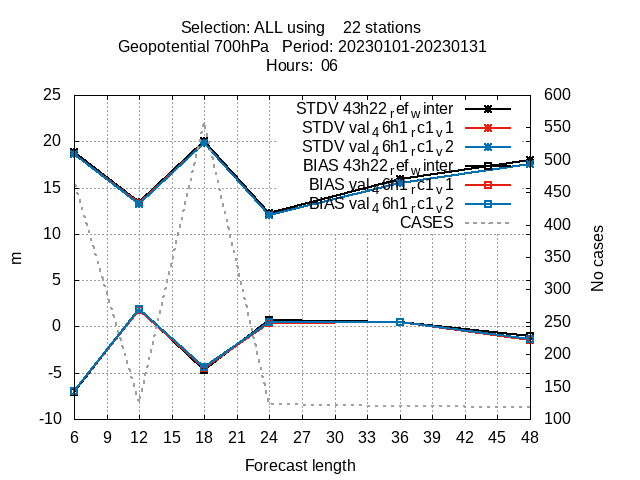 Selection: ALL using 22 stations
Geopotential 700hPa Period: 20230101-20230131
Hours: 06
STDV 43h22ref_winter
STDV val_46h1_rc1_v1
STDV val_46h1_rc1_v2
BIAS 43h22ref_winter
BIAS val_46h1_rc1_v1
BIAS val_46h1_rc1_v2
CASES
m
25
20
15
10
5
0
-5
-10
600
550
500
450
400
350
300
250
200
150
100
No cases
6 9 12 15 18 21 24 27 30 33 36 39 42 45 48
Forecast length